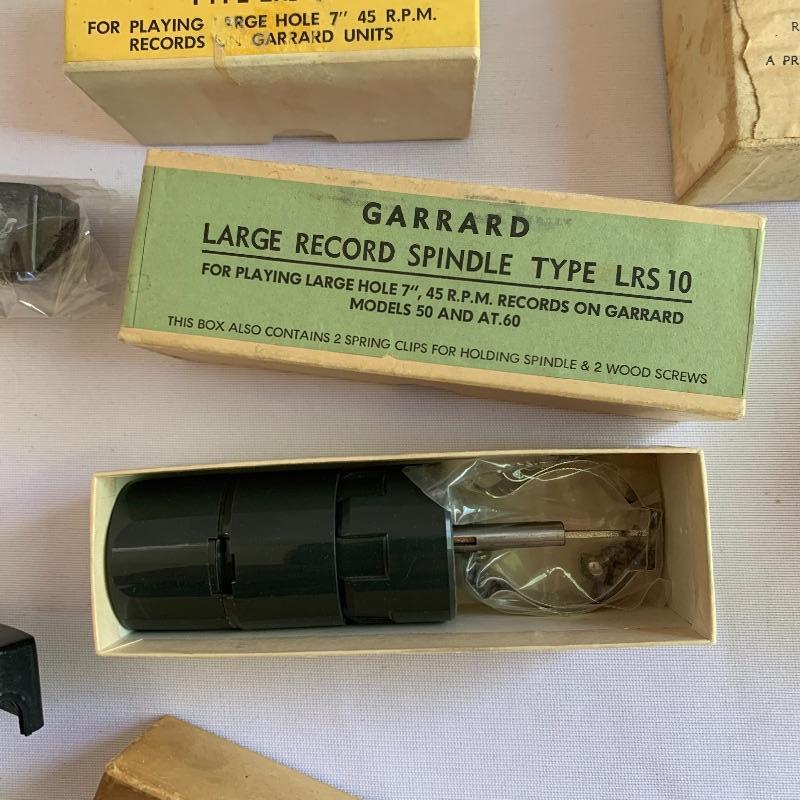 FOR PLAYING LARGE HOLE 7" 45 R.P.M.
RECORDS ON GARRARD UNITS
A PR
GARRARD
LARGE RECORD SPINDLE TYPE LRS 10
FOR PLAYING LARGE HOLE 7", 45 R.P.M. RECORDS ON GARRARD
MODELS 50 AND AT.60
THIS BOX ALSO CONTAINS 2 SPRING CLIPS FOR HOLDING SPINDLE & 2 WOOD SCREWS